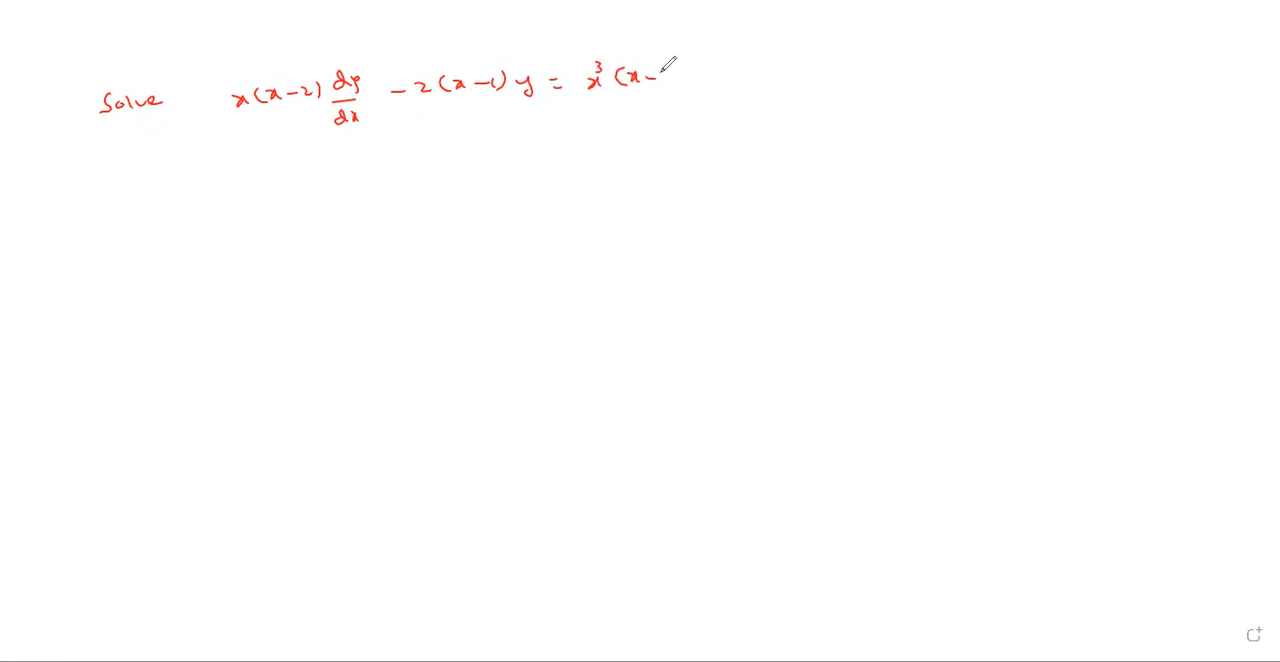 Solve x(x-2) dy/dx - 2(x-1)y = x³(x-